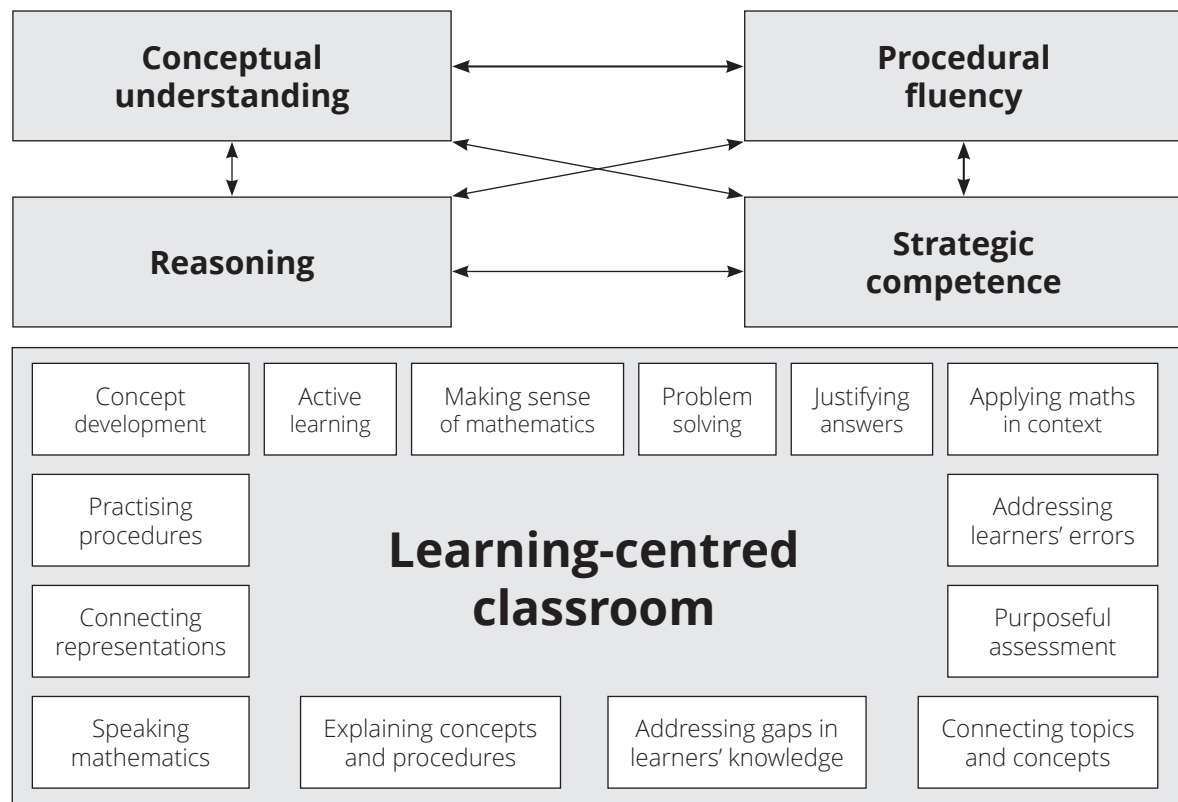 Conceptual
understanding
Procedural
fluency
Reasoning
Strategic
competence
Concept
development
Active
learning
Making sense
of mathematics
Problem
solving
Justifying
answers
Applying maths
in context
Practising
procedures
Learning-centred
classroom
Addressing
learners’ errors
Connecting
representations
Purposeful
assessment
Speaking
mathematics
Explaining concepts
and procedures
Addressing gaps in
learners’ knowledge
Connecting topics
and concepts